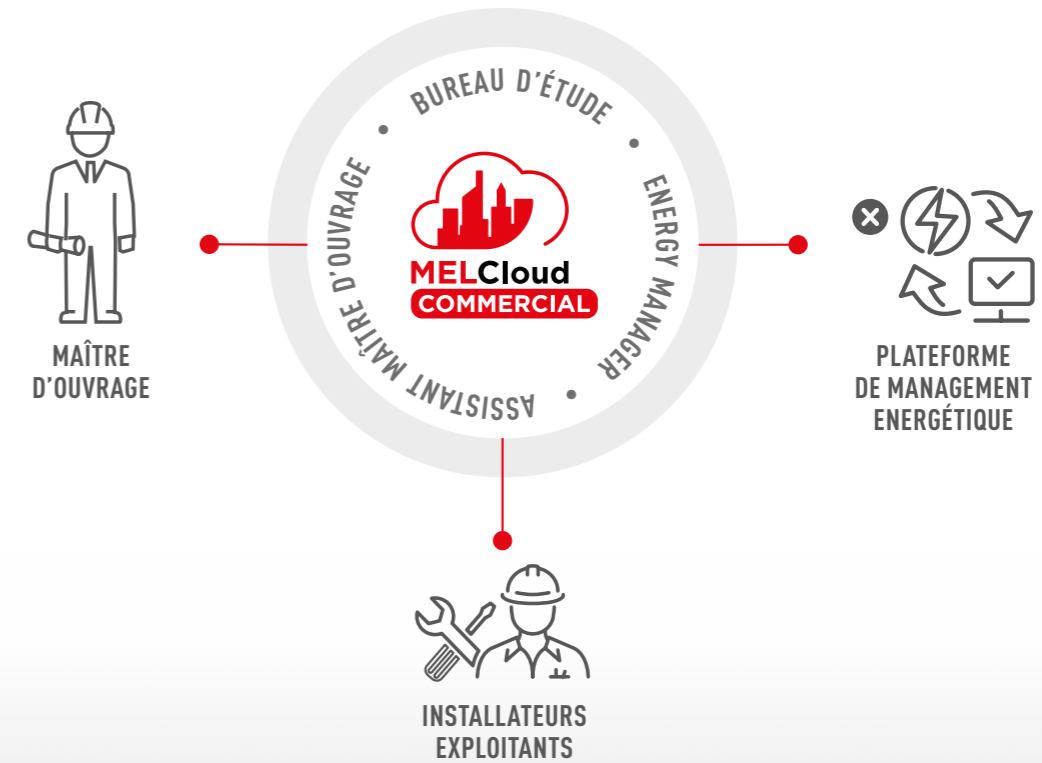 BUREAU D'ÉTUDE
•
ENERGY MANAGER
•
ASSISTANT MAÎTRE D'OUVRAGE
•
MELCloud
COMMERCIAL
MAÎTRE
D'OUVRAGE
PLATEFORME
DE MANAGEMENT
ENERGÉTIQUE
INSTALLATEURS
EXPLOITANTS